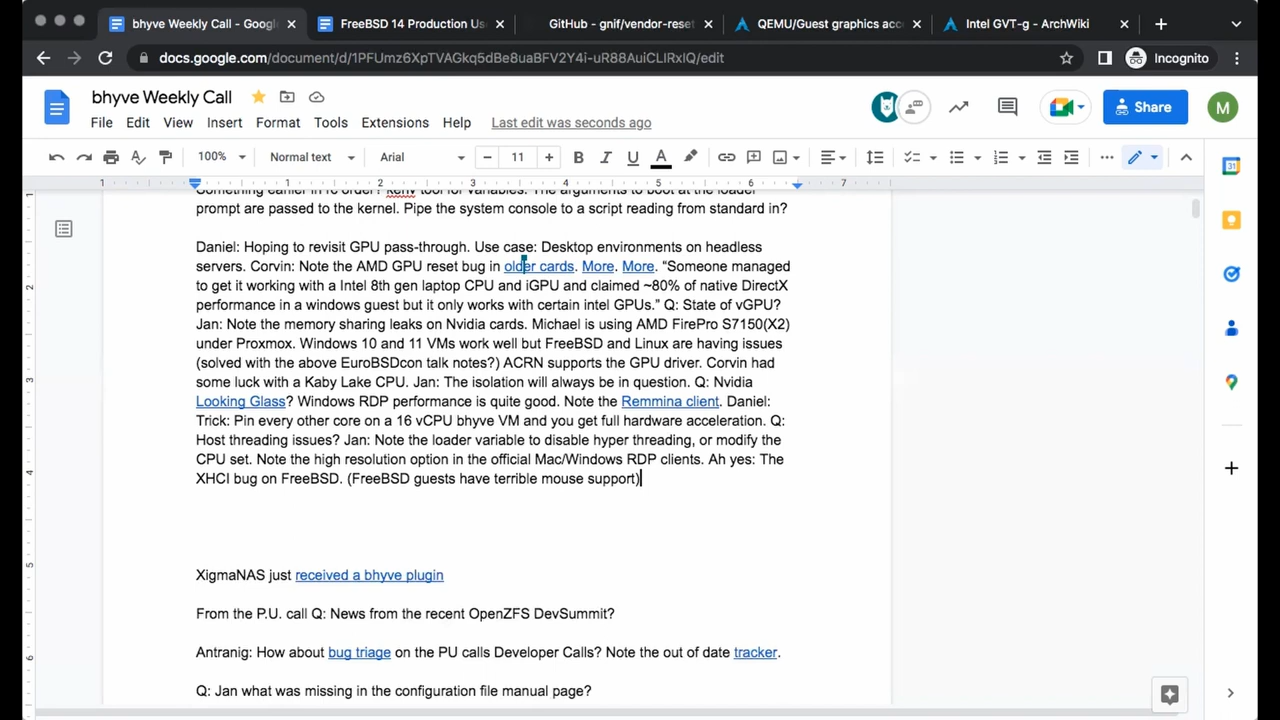 bhyve Weekly Call - Googl
FreeBSD 14 Production Us
GitHub - gnif/vendor-reset
QEMU/Guest graphics acc
Intel GVT-g - ArchWiki
docs.google.com/document/d/1PFUmz6XpTVAGkq5dBe8uaBFV2Y4i-uR88AuiCLIRxIQ/edit
Incognito
bhyve Weekly Call
File Edit View Insert Format Tools Extensions Help Last edit was seconds ago
Share
M
100% Normal text Arial 11
1 1 2 3 4 5 6 7
prompt are passed to the kernel. Pipe the system console to a script reading from standard in?
Daniel: Hoping to revisit GPU pass-through. Use case: Desktop environments on headless
servers. Corvin: Note the AMD GPU reset bug in older cards. More. More. “Someone managed
to get it working with a Intel 8th gen laptop CPU and iGPU and claimed ~80% of native DirectX
performance in a windows guest but it only works with certain intel GPUs.” Q: State of vGPU?
Jan: Note the memory sharing leaks on Nvidia cards. Michael is using AMD FirePro S7150(X2)
under Proxmox. Windows 10 and 11 VMs work well but FreeBSD and Linux are having issues
(solved with the above EuroBSDcon talk notes?) ACRN supports the GPU driver. Corvin had
some luck with a Kaby Lake CPU. Jan: The isolation will always be in question. Q: Nvidia
Looking Glass? Windows RDP performance is quite good. Note the Remmina client. Daniel:
Trick: Pin every other core on a 16 vCPU bhyve VM and you get full hardware acceleration. Q:
Host threading issues? Jan: Note the loader variable to disable hyper threading, or modify the
CPU set. Note the high resolution option in the official Mac/Windows RDP clients. Ah yes: The
XHCI bug on FreeBSD. (FreeBSD guests have terrible mouse support)
XigmaNAS just received a bhyve plugin
From the P.U. call Q: News from the recent OpenZFS DevSummit?
Antranig: How about bug triage on the PU calls Developer Calls? Note the out of date tracker.
Q: Jan what was missing in the configuration file manual page?